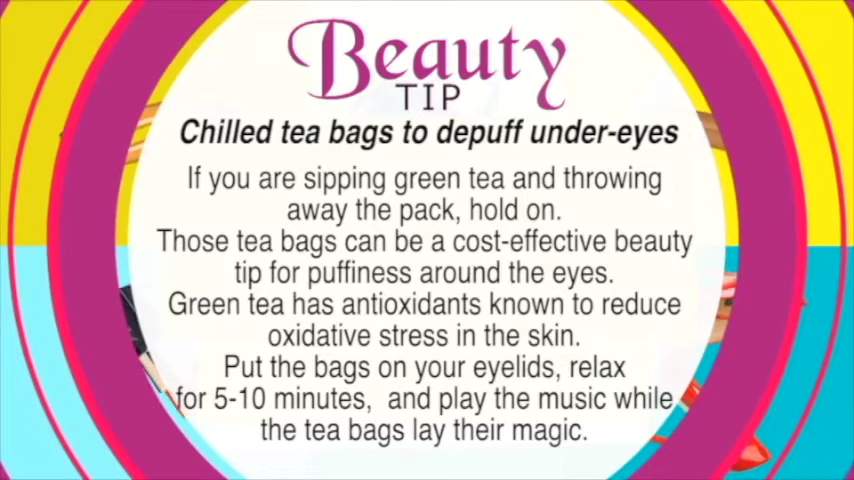 Beauty
TIP
Chilled tea bags to depuff under-eyes
If you are sipping green tea and throwing
away the pack, hold on.
Those tea bags can be a cost-effective beauty
tip for puffiness around the eyes.
Green tea has antioxidants known to reduce
oxidative stress in the skin.
Put the bags on your eyelids, relax
for 5-10 minutes, and play the music while
the tea bags lay their magic.